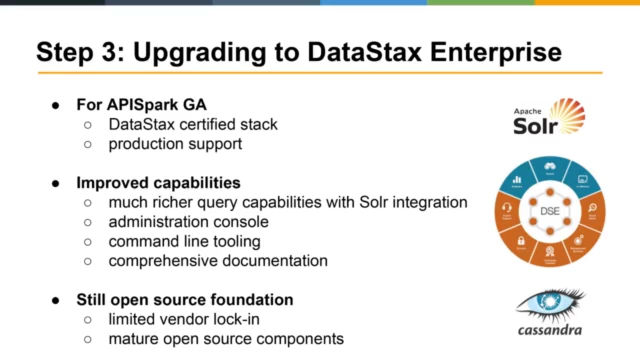 Step 3: Upgrading to DataStax Enterprise
● For APISpark GA
○ DataStax certified stack
○ production support
● Improved capabilities
○ much richer query capabilities with Solr integration
○ administration console
○ command line tooling
○ comprehensive documentation
● Still open source foundation
○ limited vendor lock-in
○ mature open source components
Apache
Solr
DSE
cassandra